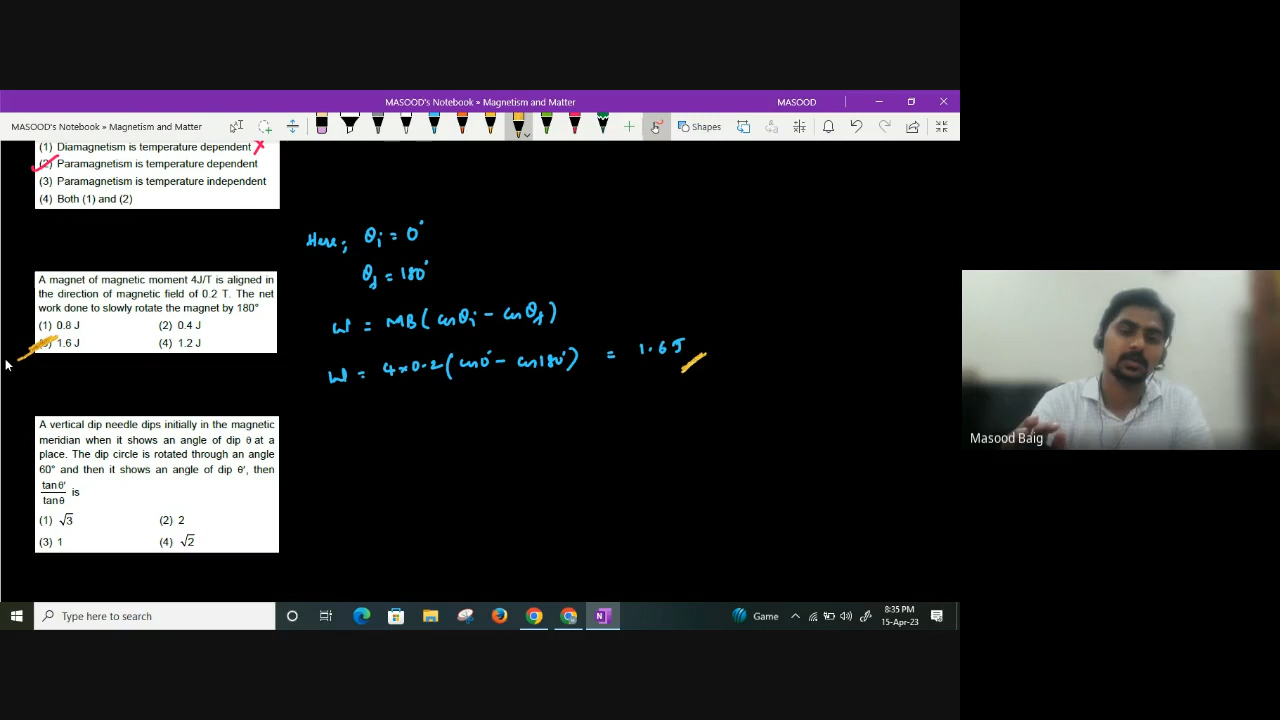 MASOOD's Notebook » Magnetism and Matter
MASOOD
MASOOD's Notebook » Magnetism and Matter
Shapes
(1) Diamagnetism is temperature dependent
(2) Paramagnetism is temperature dependent
(3) Paramagnetism is temperature independent
(4) Both (1) and (2)
Here; θi = 0°
θf = 180°
A magnet of magnetic moment 4J/T is aligned in
the direction of magnetic field of 0.2 T. The net
work done to slowly rotate the magnet by 180°
(1) 0.8 J (2) 0.4 J
(3) 1.6 J (4) 1.2 J
W = MB(cosθi - cosθf)
W = 4×0.2(cos0° - cos180°) = 1.6J
A vertical dip needle dips initially in the magnetic
meridian when it shows an angle of dip θ at a
place. The dip circle is rotated through an angle
60° and then it shows an angle of dip θ', then
tanθ'/tanθ is
(1) √3 (2) 2
(3) 1 (4) √2
Masood Baig
Type here to search
Game
8:35 PM
15-Apr-23